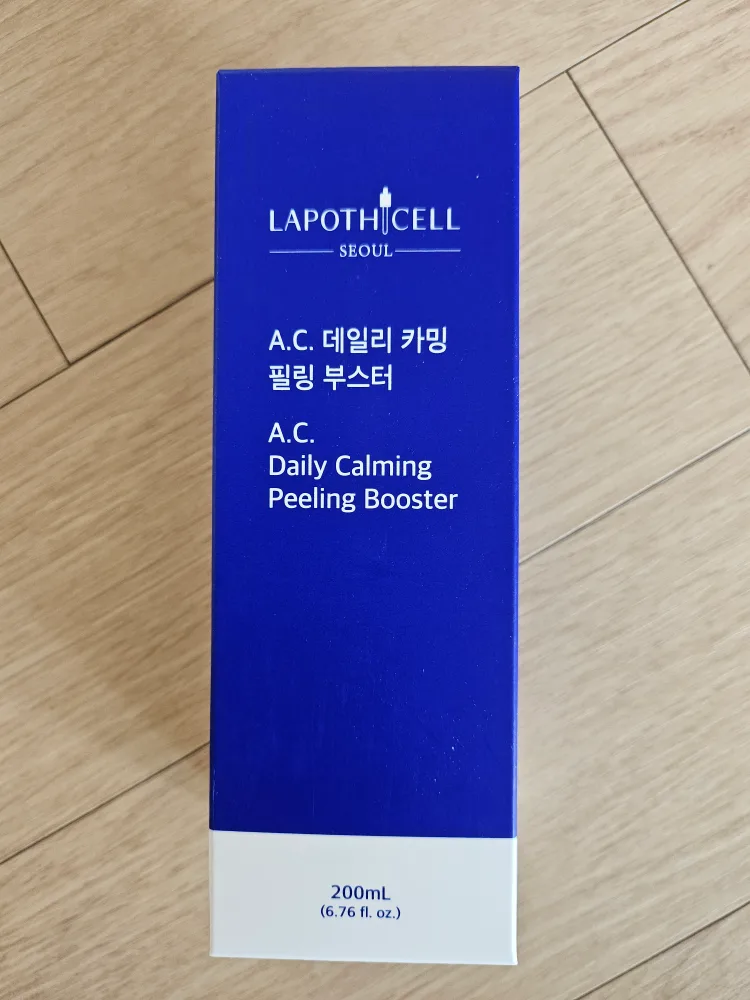 LAPOTHICELL
SEOUL
A.C. 데일리 카밍
필링 부스터
A.C.
Daily Calming
Peeling Booster
200mL
(6.76 fl. oz.)